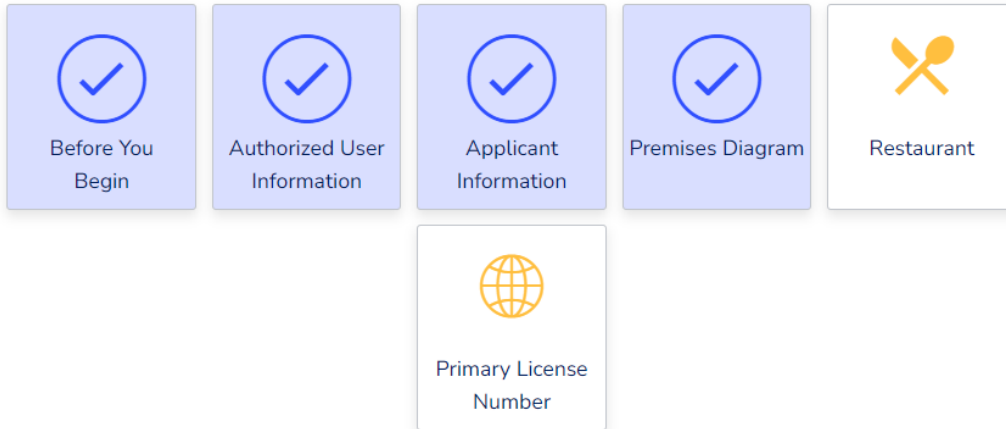 Before You
Begin
Authorized User
Information
Applicant
Information
Premises Diagram
Restaurant
Primary License
Number